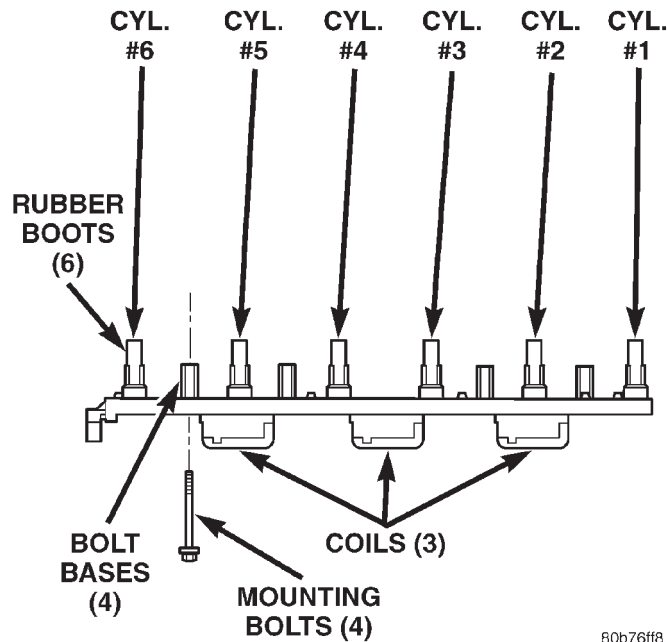 CYL. #6
CYL. #5
CYL. #4
CYL. #3
CYL. #2
CYL. #1
RUBBER
BOOTS
(6)
BOLT
BASES
(4)
MOUNTING
BOLTS (4)
COILS (3)
80b76ff8